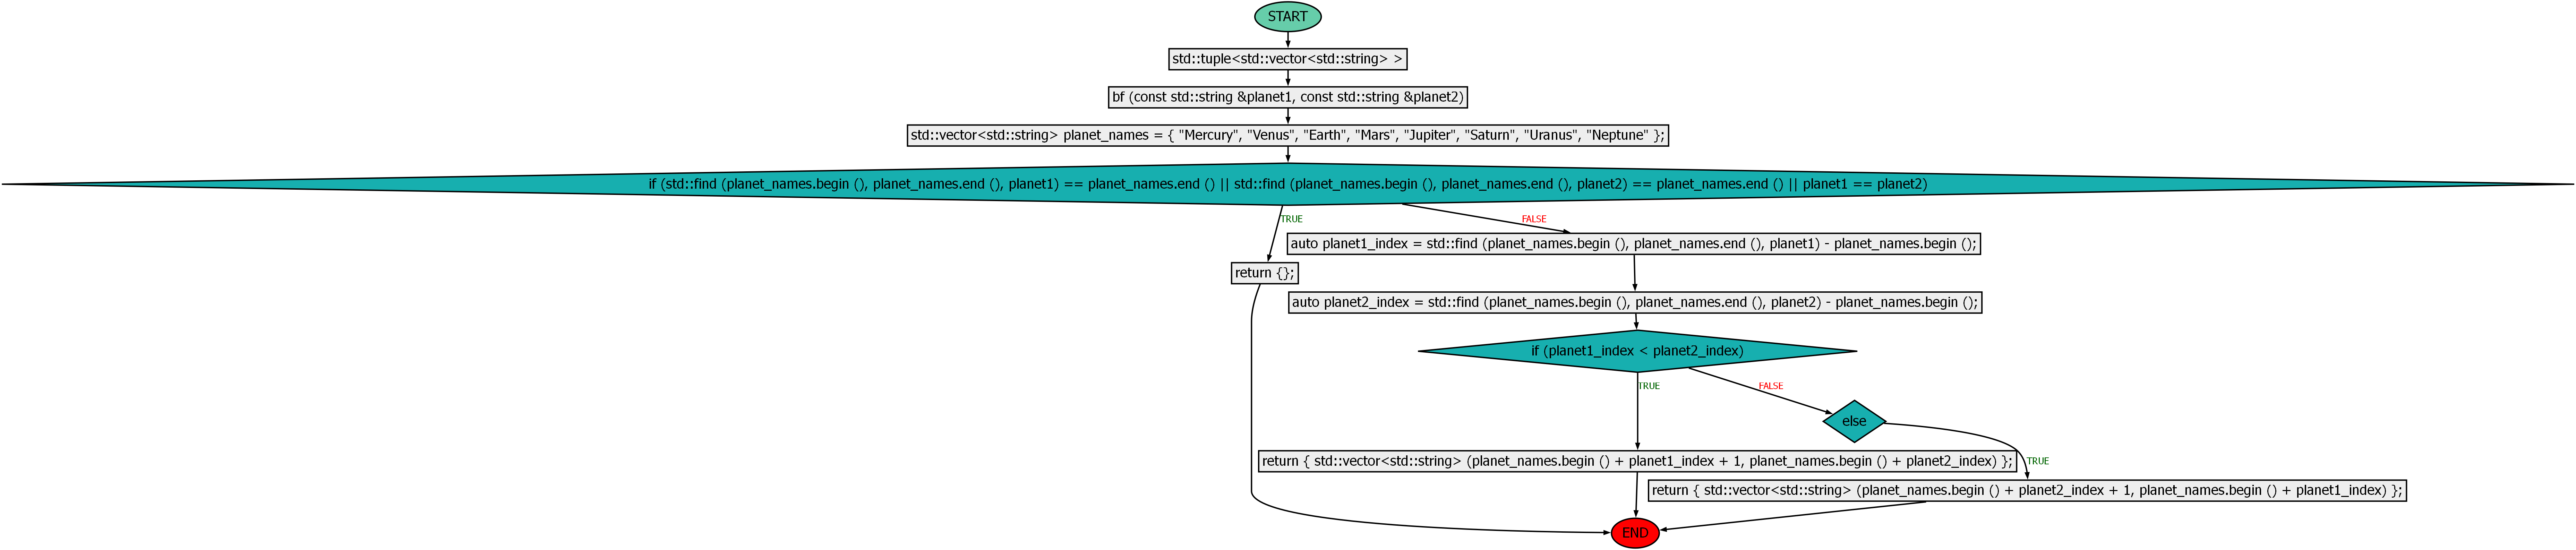 START
std::tuple<std::vector<std::string> >
bf (const std::string &planet1, const std::string &planet2)
std::vector<std::string> planet_names = { "Mercury", "Venus", "Earth", "Mars", "Jupiter", "Saturn", "Uranus", "Neptune" };
if (std::find (planet_names.begin (), planet_names.end (), planet1) == planet_names.end () || std::find (planet_names.begin (), planet_names.end (), planet2) == planet_names.end () || planet1 == planet2)
TRUE
FALSE
auto planet1_index = std::find (planet_names.begin (), planet_names.end (), planet1) - planet_names.begin ();
return {};
auto planet2_index = std::find (planet_names.begin (), planet_names.end (), planet2) - planet_names.begin ();
if (planet1_index < planet2_index)
TRUE
FALSE
else
return { std::vector<std::string> (planet_names.begin () + planet1_index + 1, planet_names.begin () + planet2_index) };
TRUE
return { std::vector<std::string> (planet_names.begin () + planet2_index + 1, planet_names.begin () + planet1_index) };
END